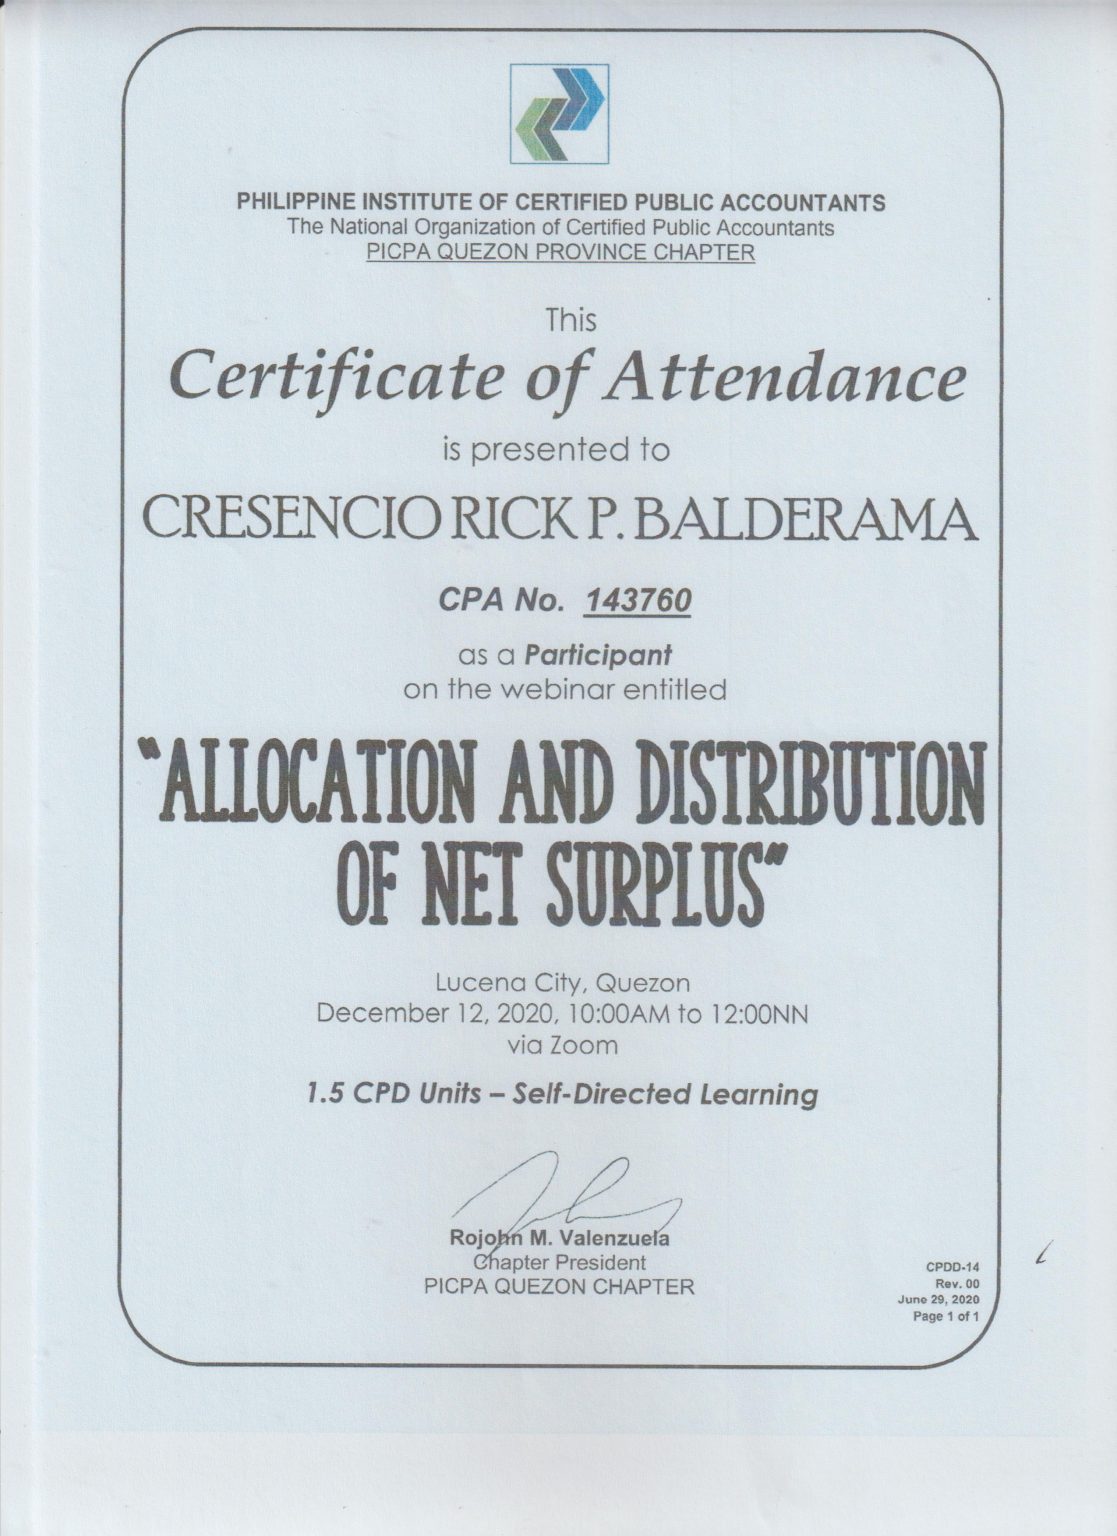 PHILIPPINE INSTITUTE OF CERTIFIED PUBLIC ACCOUNTANTS
The National Organization of Certified Public Accountants
PICPA QUEZON PROVINCE CHAPTER
This
Certificate of Attendance
is presented to
CRESENCIO RICK P. BALDERAMA
CPA No. 143760
as a Participant
on the webinar entitled
"ALLOCATION AND DISTRIBUTION
OF NET SURPLUS"
Lucena City, Quezon
December 12, 2020, 10:00AM to 12:00NN
via Zoom
1.5 CPD Units – Self-Directed Learning
Rojohn M. Valenzuela
Chapter President
PICPA QUEZON CHAPTER
CPDD-14
Rev. 00
June 29, 2020
Page 1 of 1